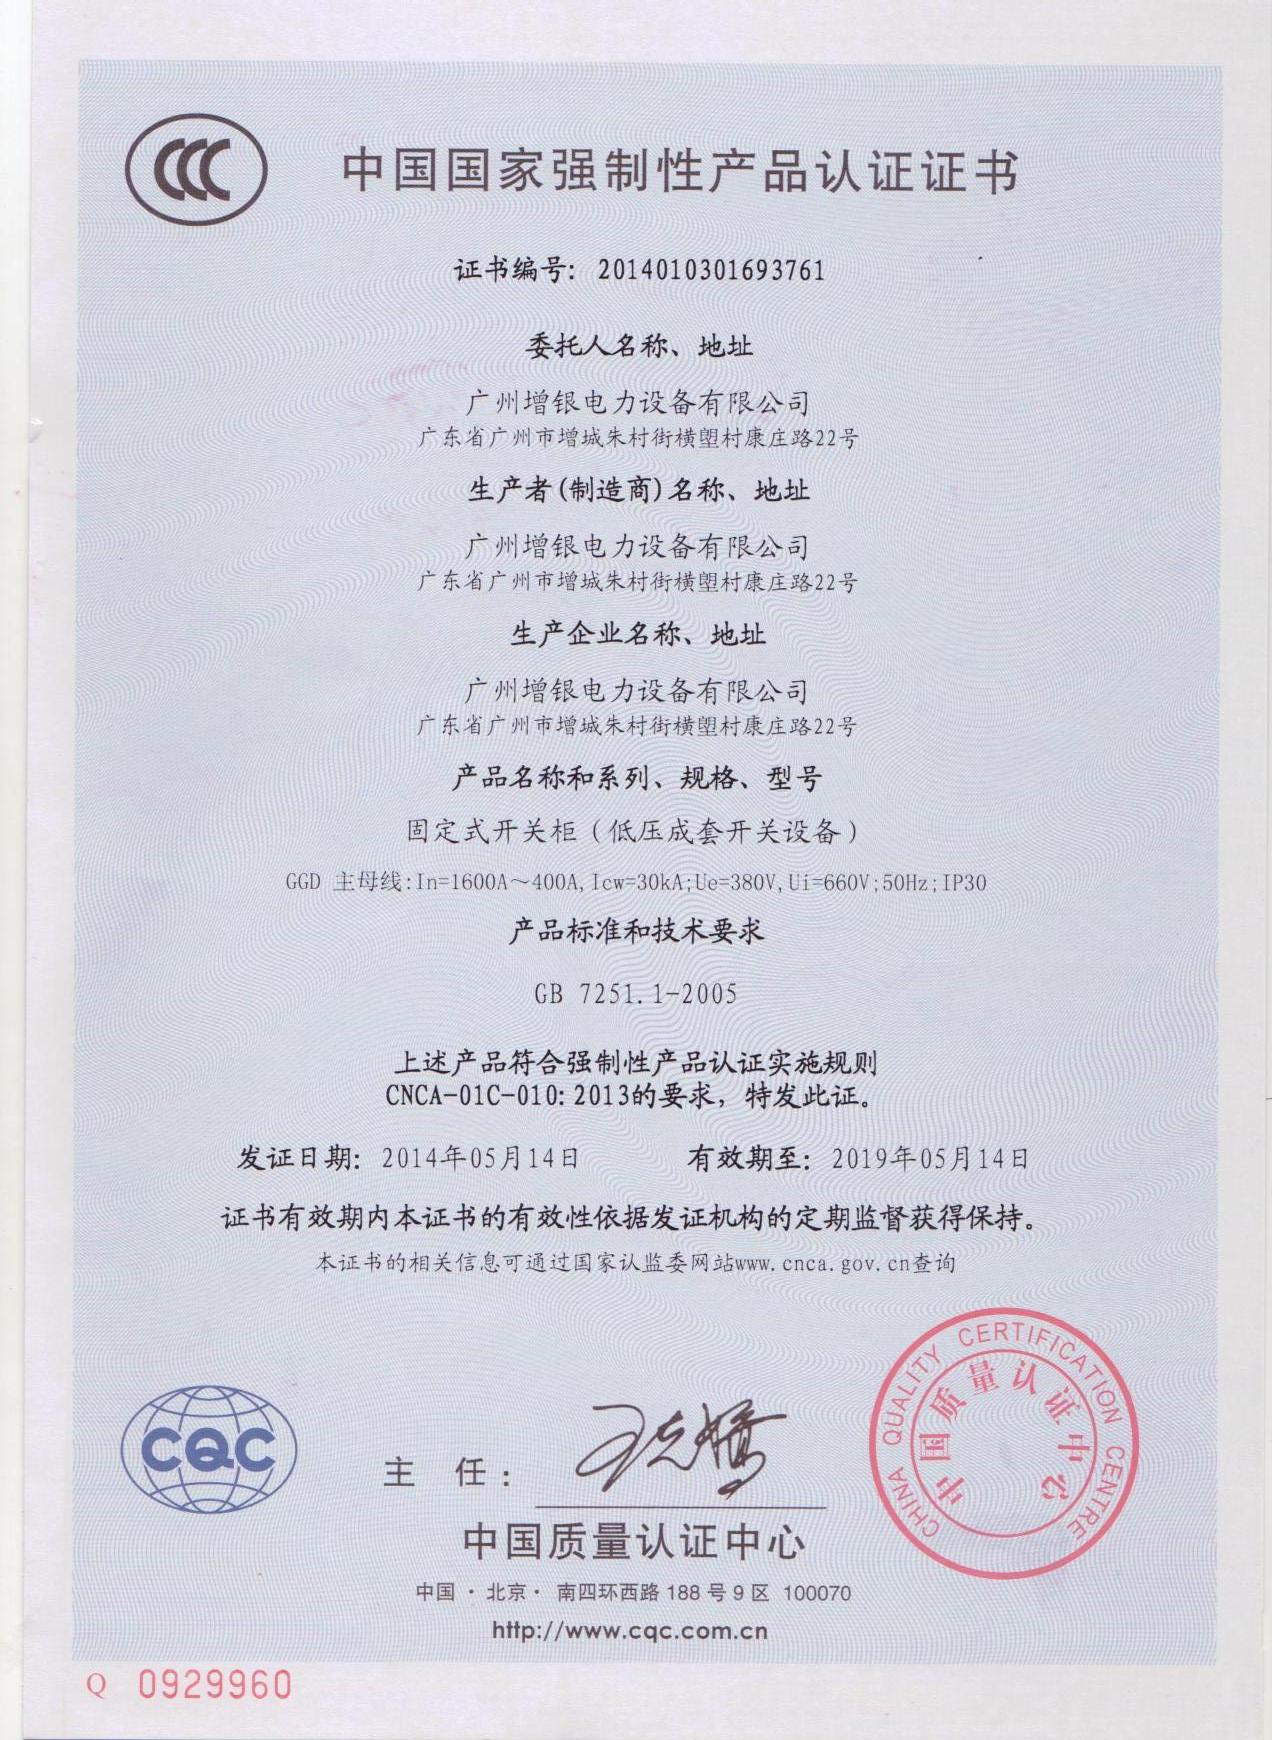 CCC
中国国家强制性产品认证证书
证书编号: 2014010301693761
委托人名称、地址
广州增银电力设备有限公司
广东省广州市增城朱村街横塱村康庄路22号
生产者(制造商)名称、地址
广州增银电力设备有限公司
广东省广州市增城朱村街横塱村康庄路22号
生产企业名称、地址
广州增银电力设备有限公司
广东省广州市增城朱村街横塱村康庄路22号
产品名称和系列、规格、型号
固定式开关柜（低压成套开关设备）
GGD 主母线:In=1600A～400A,Icw=30kA;Ue=380V,Ui=660V;50Hz;IP30
产品标准和技术要求
GB 7251.1-2005
上述产品符合强制性产品认证实施规则
CNCA-01C-010:2013的要求，特发此证。
发证日期: 2014年05月14日 有效期至: 2019年05月14日
证书有效期内本证书的有效性依据发证机构的定期监督获得保持。
本证书的相关信息可通过国家认监委网站www.cnca.gov.cn查询
CHINA QUALITY CERTIFICATION CENTRE
中国质量认证中心
CQC
主 任:
中国质量认证中心
中国·北京·南四环西路 188 号 9 区 100070
http://www.cqc.com.cn
Q 0929960